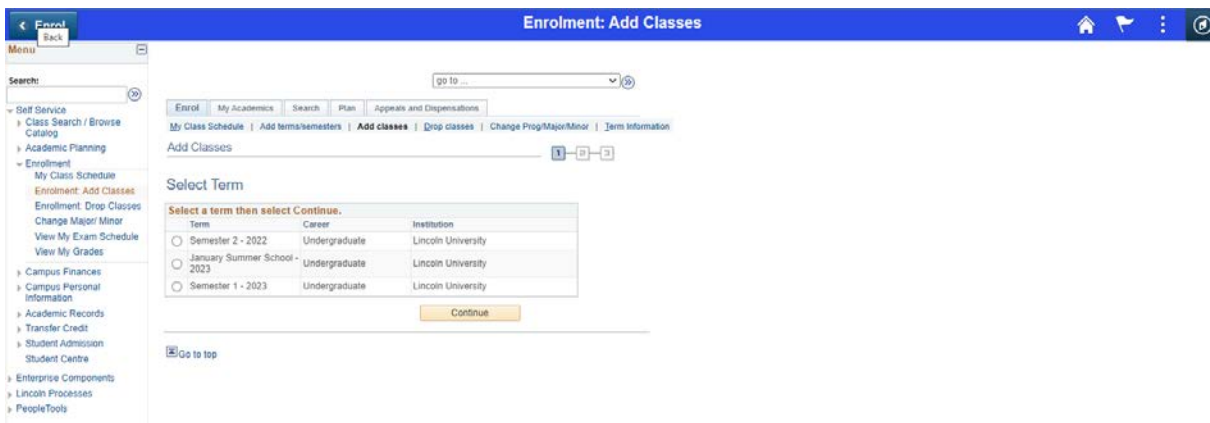 Enrol
Enrolment: Add Classes
Back
Menu
Search:
Self Service
Class Search / Browse
Catalog
Academic Planning
Enrollment
My Class Schedule
Enrolment: Add Classes
Enrollment: Drop Classes
Change Major/ Minor
View My Exam Schedule
View My Grades
Campus Finances
Campus Personal
Information
Academic Records
Transfer Credit
Student Admission
Student Centre
Enterprise Components
Lincoln Processes
PeopleTools
go to ...
Enrol My Academics Search Plan Appeals and Dispensations
My Class Schedule | Add terms/semesters | Add classes | Drop classes | Change Prog/Major/Minor | Term Information
Add Classes
1 2 3
Select Term
Select a term then select Continue.
Term Career Institution
Semester 2 - 2022 Undergraduate Lincoln University
January Summer School -
2023 Undergraduate Lincoln University
Semester 1 - 2023 Undergraduate Lincoln University
Continue
Go to top